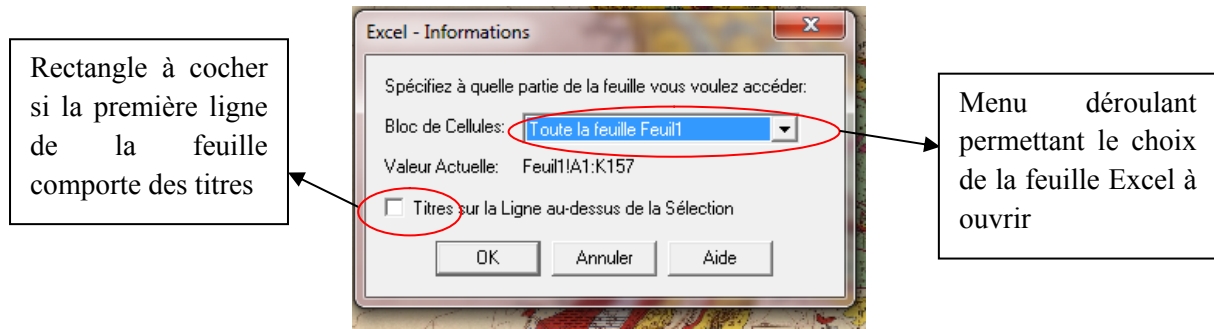 Rectangle à cocher
si la première ligne
de la feuille
comporte des titres
Excel - Informations
Spécifiez à quelle partie de la feuille vous voulez accéder:
Bloc de Cellules: Toute la feuille Feuil1
Valeur Actuelle: Feuil1!A1:K157
Titres sur la Ligne au-dessus de la Sélection
OK Annuler Aide
Menu déroulant
permettant le choix
de la feuille Excel à
ouvrir